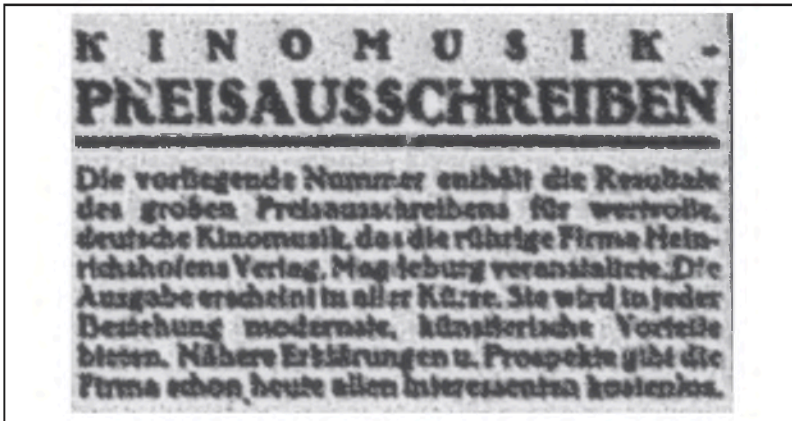 KINOMUSIK-
PREISAUSSCHREIBEN
Die vorliegende Nummer enthält die Resultate
des großen Preisausschreibens für wertvolle,
deutsche Kinomusik, das die rührige Firma Hein-
richshofens Verlag, Magdeburg veranstaltete. Die
Ausgabe erscheint in aller Kürze. Sie wird in jeder
Beziehung modernste, künstlerische Vorteile
bieten. Nähere Erklärungen u. Prospekte gibt die
Firma schon heute allen Interessenten kostenlos.